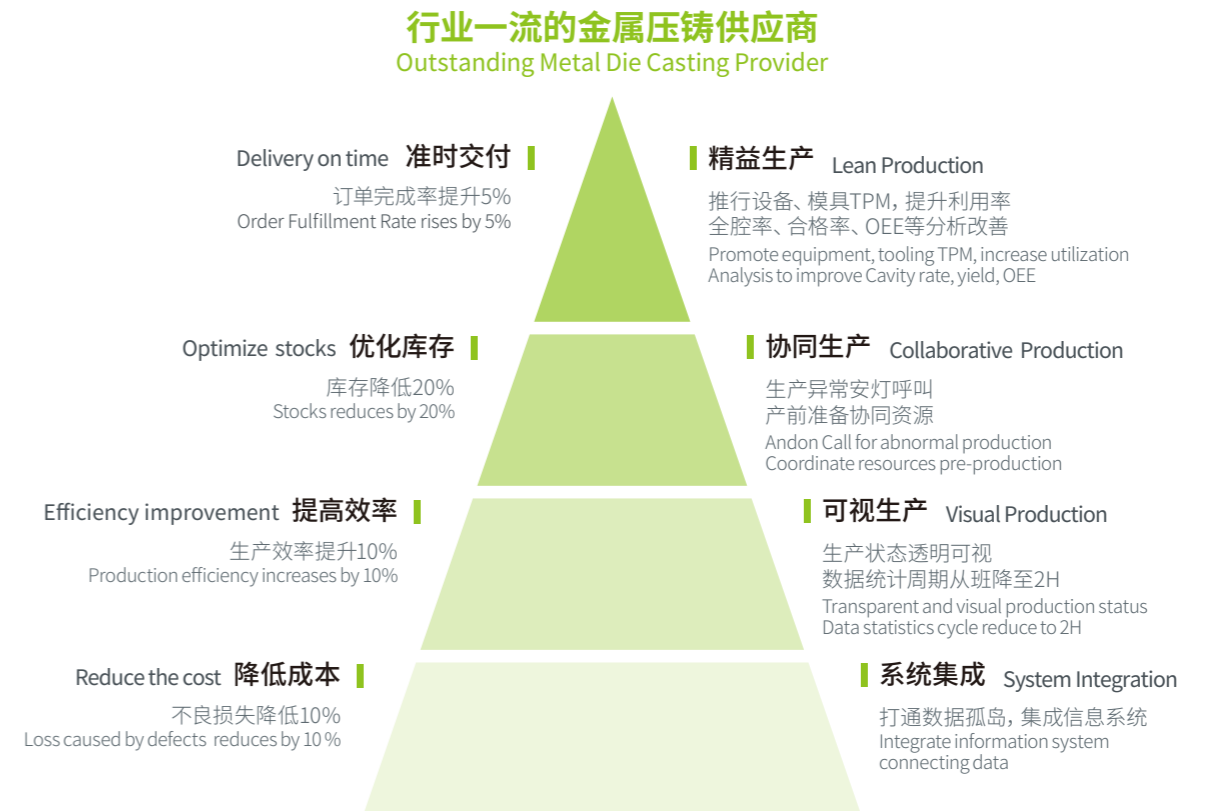 行业一流的金属压铸供应商
Outstanding Metal Die Casting Provider
Delivery on time 准时交付
订单完成率提升5%
Order Fulfillment Rate rises by 5%
精益生产 Lean Production
推行设备、模具TPM，提升利用率
全腔率、合格率、OEE等分析改善
Promote equipment, tooling TPM, increase utilization
Analysis to improve Cavity rate, yield, OEE
Optimize stocks 优化库存
库存降低20%
Stocks reduces by 20%
协同生产 Collaborative Production
生产异常安灯呼叫
产前准备协同资源
Andon Call for abnormal production
Coordinate resources pre-production
Efficiency improvement 提高效率
生产效率提升10%
Production efficiency increases by 10%
可视生产 Visual Production
生产状态透明可视
数据统计周期从班降至2H
Transparent and visual production status
Data statistics cycle reduce to 2H
Reduce the cost 降低成本
不良损失降低10%
Loss caused by defects reduces by 10 %
系统集成 System Integration
打通数据孤岛，集成信息系统
Integrate information system
connecting data